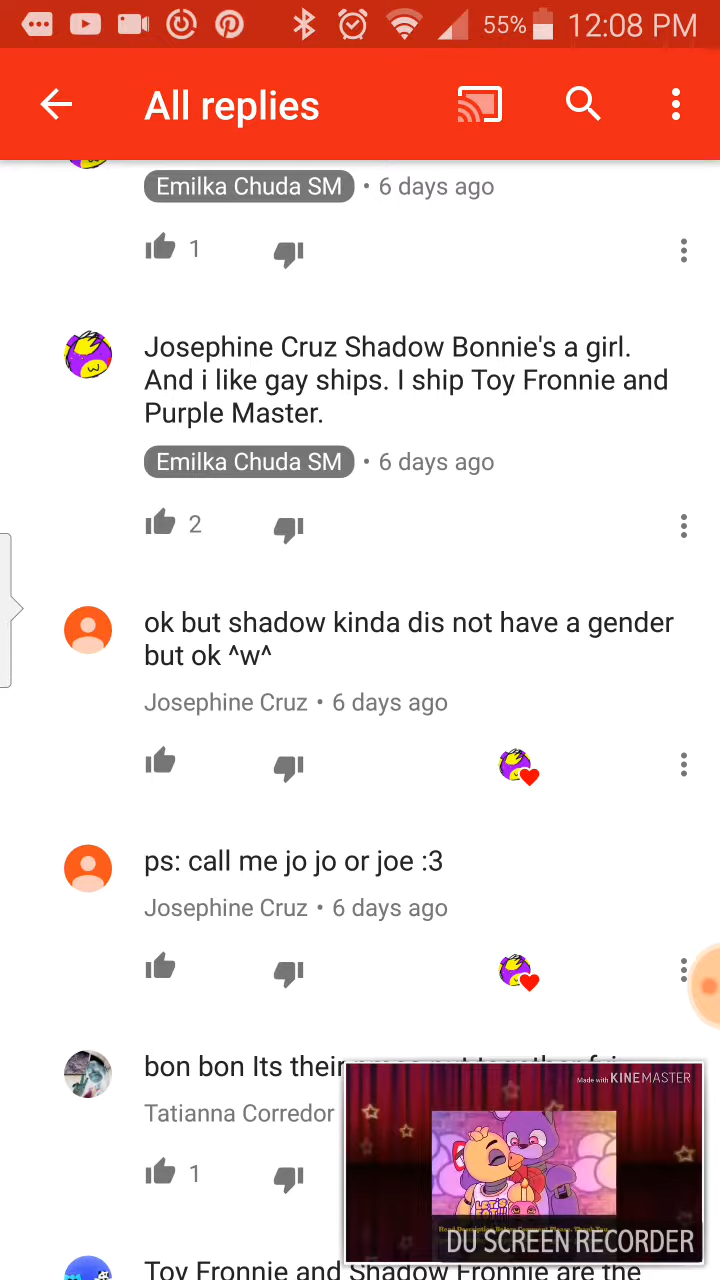 55% 12:08 PM
All replies
Emilka Chuda SM • 6 days ago
1
Josephine Cruz Shadow Bonnie's a girl.
And i like gay ships. I ship Toy Fronnie and
Purple Master.
Emilka Chuda SM • 6 days ago
2
ok but shadow kinda dis not have a gender
but ok ^w^
Josephine Cruz • 6 days ago
ps: call me jo jo or joe :3
Josephine Cruz • 6 days ago
bon bon Its their
Tatianna Corredor
1
Made with KINEMASTER
LET'S
EAT!!!
DU SCREEN RECORDER
Toy Fronnie and Shadow Fronnie are the